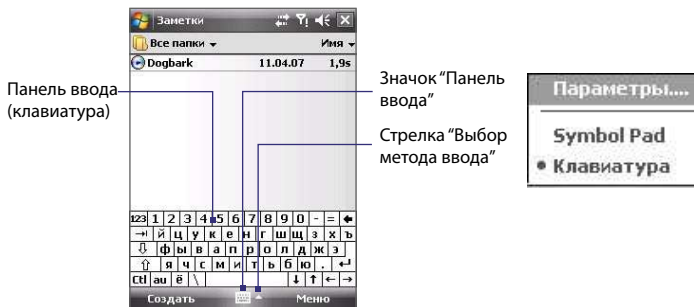 Заметки
Все папки
Имя
Dogbark 11.04.07 1,9s
Панель ввода
(клавиатура)
Значок “Панель
ввода”
Стрелка “Выбор
метода ввода”
Параметры....
Symbol Pad
Клавиатура
123 1 2 3 4 5 6 7 8 9 0 - =
й ц у к е н г ш щ з х ъ
ф ы в а п р о л д ж э
я ч с м и т ь б ю .
Ctl au ё \
Создать Меню